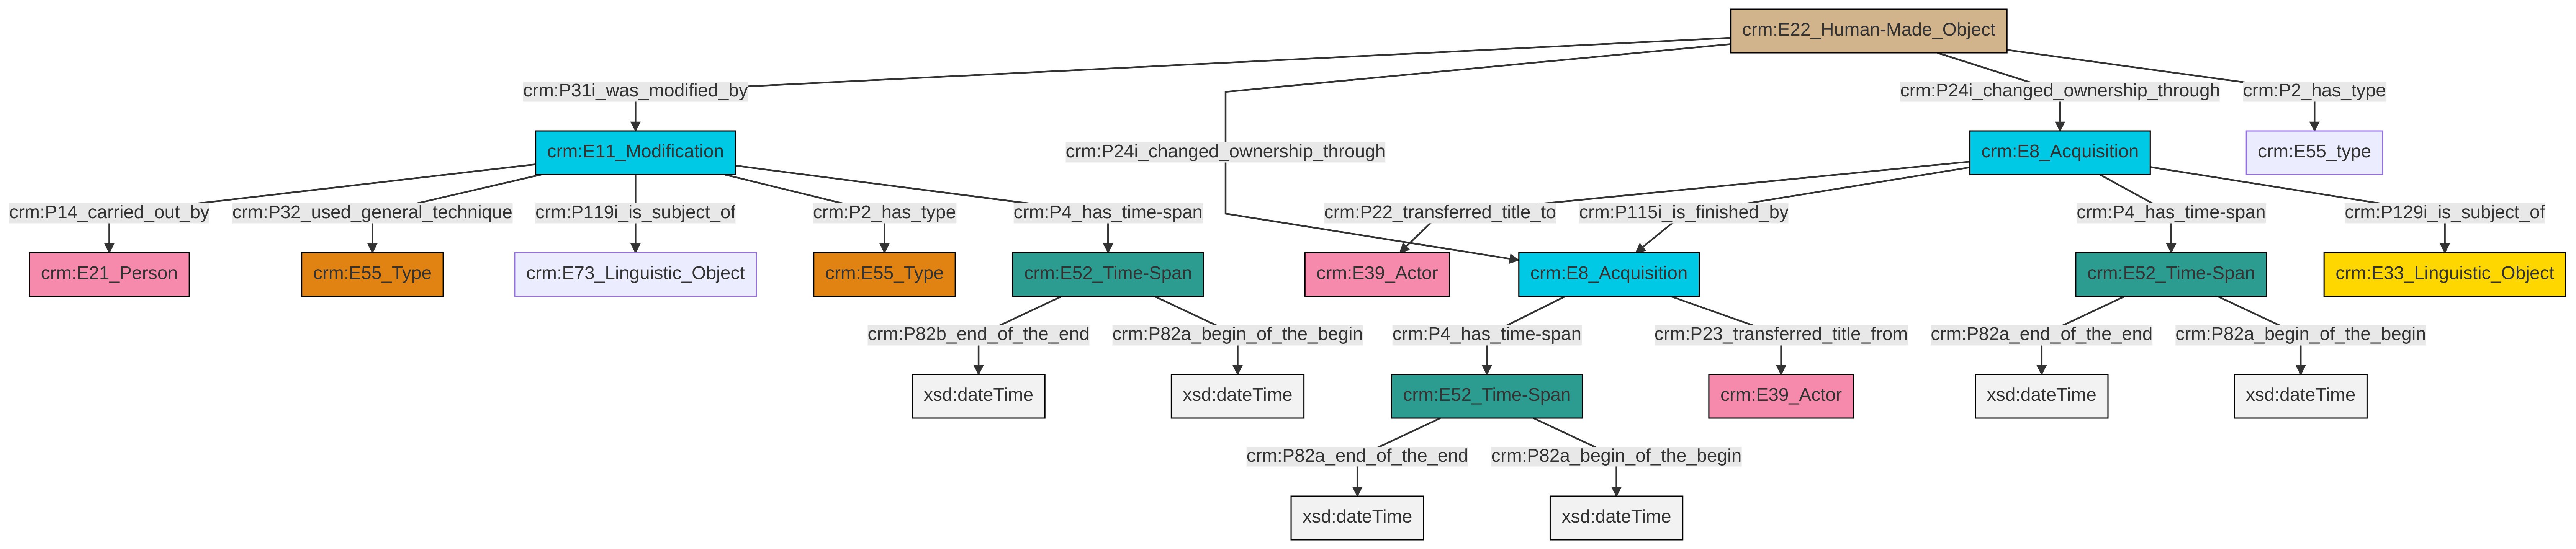 crm:E22_Human-Made_Object
crm:P31i_was_modified_by
crm:P24i_changed_ownership_through
crm:P2_has_type
crm:E11_Modification
crm:P24i_changed_ownership_through
crm:E8_Acquisition
crm:E55_type
crm:P14_carried_out_by
crm:P32_used_general_technique
crm:P119i_is_subject_of
crm:P2_has_type
crm:P4_has_time-span
crm:P22_transferred_title_to
crm:P115i_is_finished_by
crm:P4_has_time-span
crm:P129i_is_subject_of
crm:E21_Person
crm:E55_Type
crm:E73_Linguistic_Object
crm:E55_Type
crm:E52_Time-Span
crm:E39_Actor
crm:E8_Acquisition
crm:E52_Time-Span
crm:E33_Linguistic_Object
crm:P82b_end_of_the_end
crm:P82a_begin_of_the_begin
crm:P4_has_time-span
crm:P23_transferred_title_from
crm:P82a_end_of_the_end
crm:P82a_begin_of_the_begin
xsd:dateTime
xsd:dateTime
crm:E52_Time-Span
crm:E39_Actor
xsd:dateTime
xsd:dateTime
crm:P82a_end_of_the_end
crm:P82a_begin_of_the_begin
xsd:dateTime
xsd:dateTime